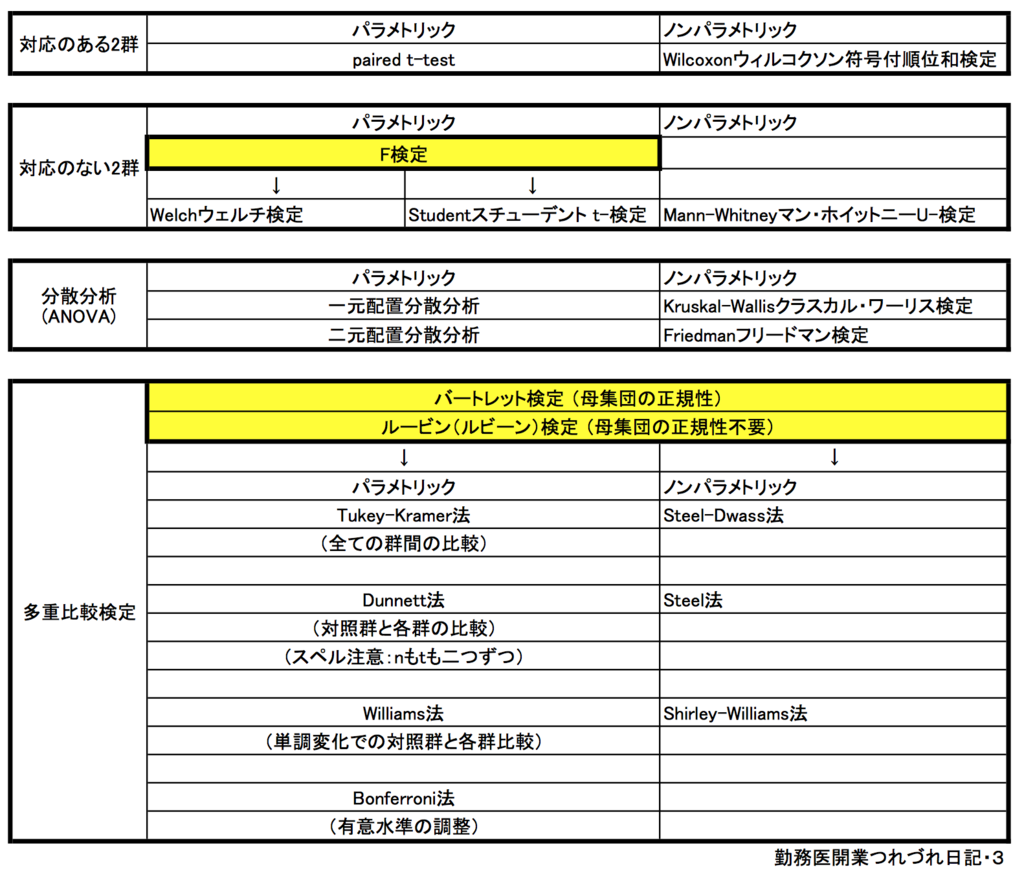 対応のある2群
パラメトリック ノンパラメトリック
paired t-test Wilcoxonウィルコクソン符号付順位和検定
対応のない2群
パラメトリック ノンパラメトリック
F検定
↓ ↓
Welchウェルチ検定 Studentスチューデント t-検定 Mann-Whitneyマン・ホイットニーU-検定
分散分析
(ANOVA)
パラメトリック ノンパラメトリック
一元配置分散分析 Kruskal-Wallisクラスカル・ワーリス検定
二元配置分散分析 Friedmanフリードマン検定
多重比較検定
バートレット検定（母集団の正規性）
ルービン（ルビーン）検定（母集団の正規性不要）
↓ ↓
パラメトリック ノンパラメトリック
Tukey-Kramer法 Steel-Dwass法
（全ての群間の比較）
Dunnett法 Steel法
（対照群と各群の比較）
（スペル注意：nもtも二つずつ）
Williams法 Shirley-Williams法
（単調変化での対照群と各群比較）
Bonferroni法
（有意水準の調整）
勤務医開業つれづれ日記・３